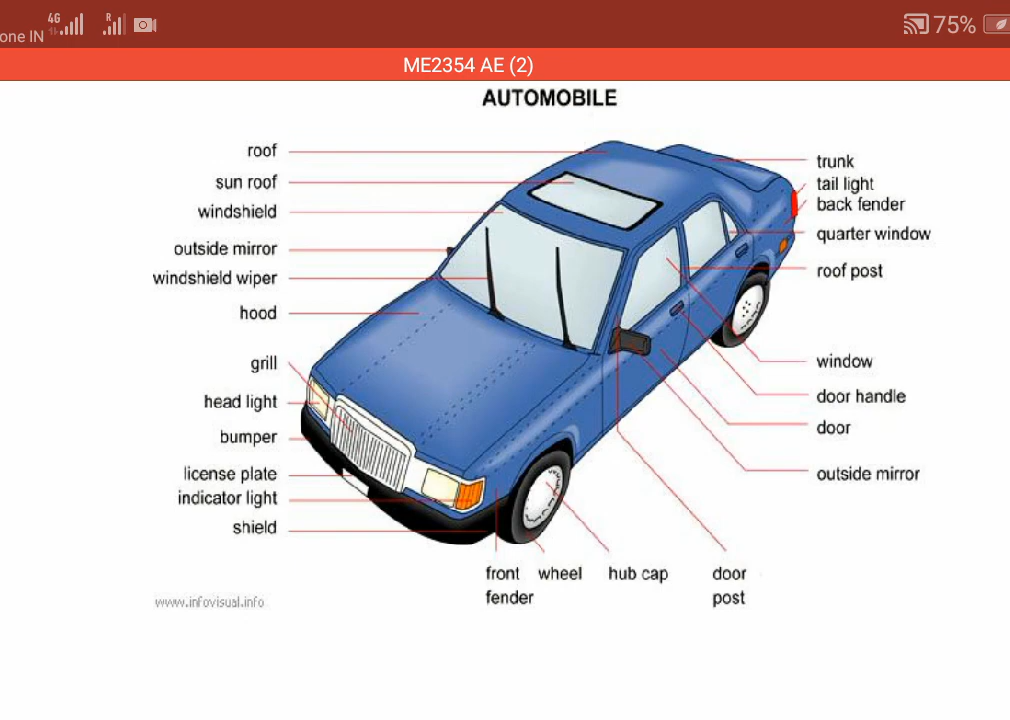 4G
R
one IN
75%
ME2354 AE (2)
AUTOMOBILE
roof
sun roof
windshield
outside mirror
windshield wiper
hood
grill
head light
bumper
license plate
indicator light
shield
trunk
tail light
back fender
quarter window
roof post
window
door handle
door
outside mirror
front fender
wheel
hub cap
door post
www.infovisual.info